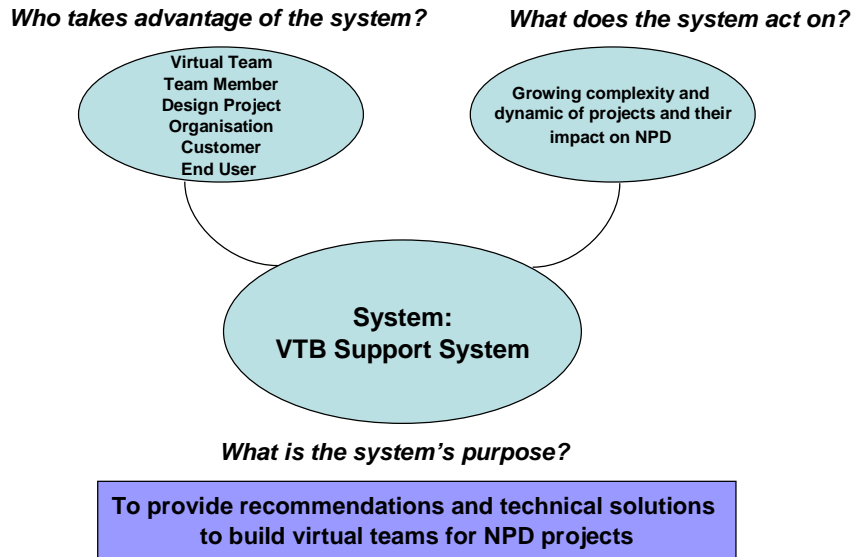 Who takes advantage of the system?
What does the system act on?
Virtual Team
Team Member
Design Project
Organisation
Customer
End User
Growing complexity and
dynamic of projects and their
impact on NPD
System:
VTB Support System
What is the system's purpose?
To provide recommendations and technical solutions
to build virtual teams for NPD projects